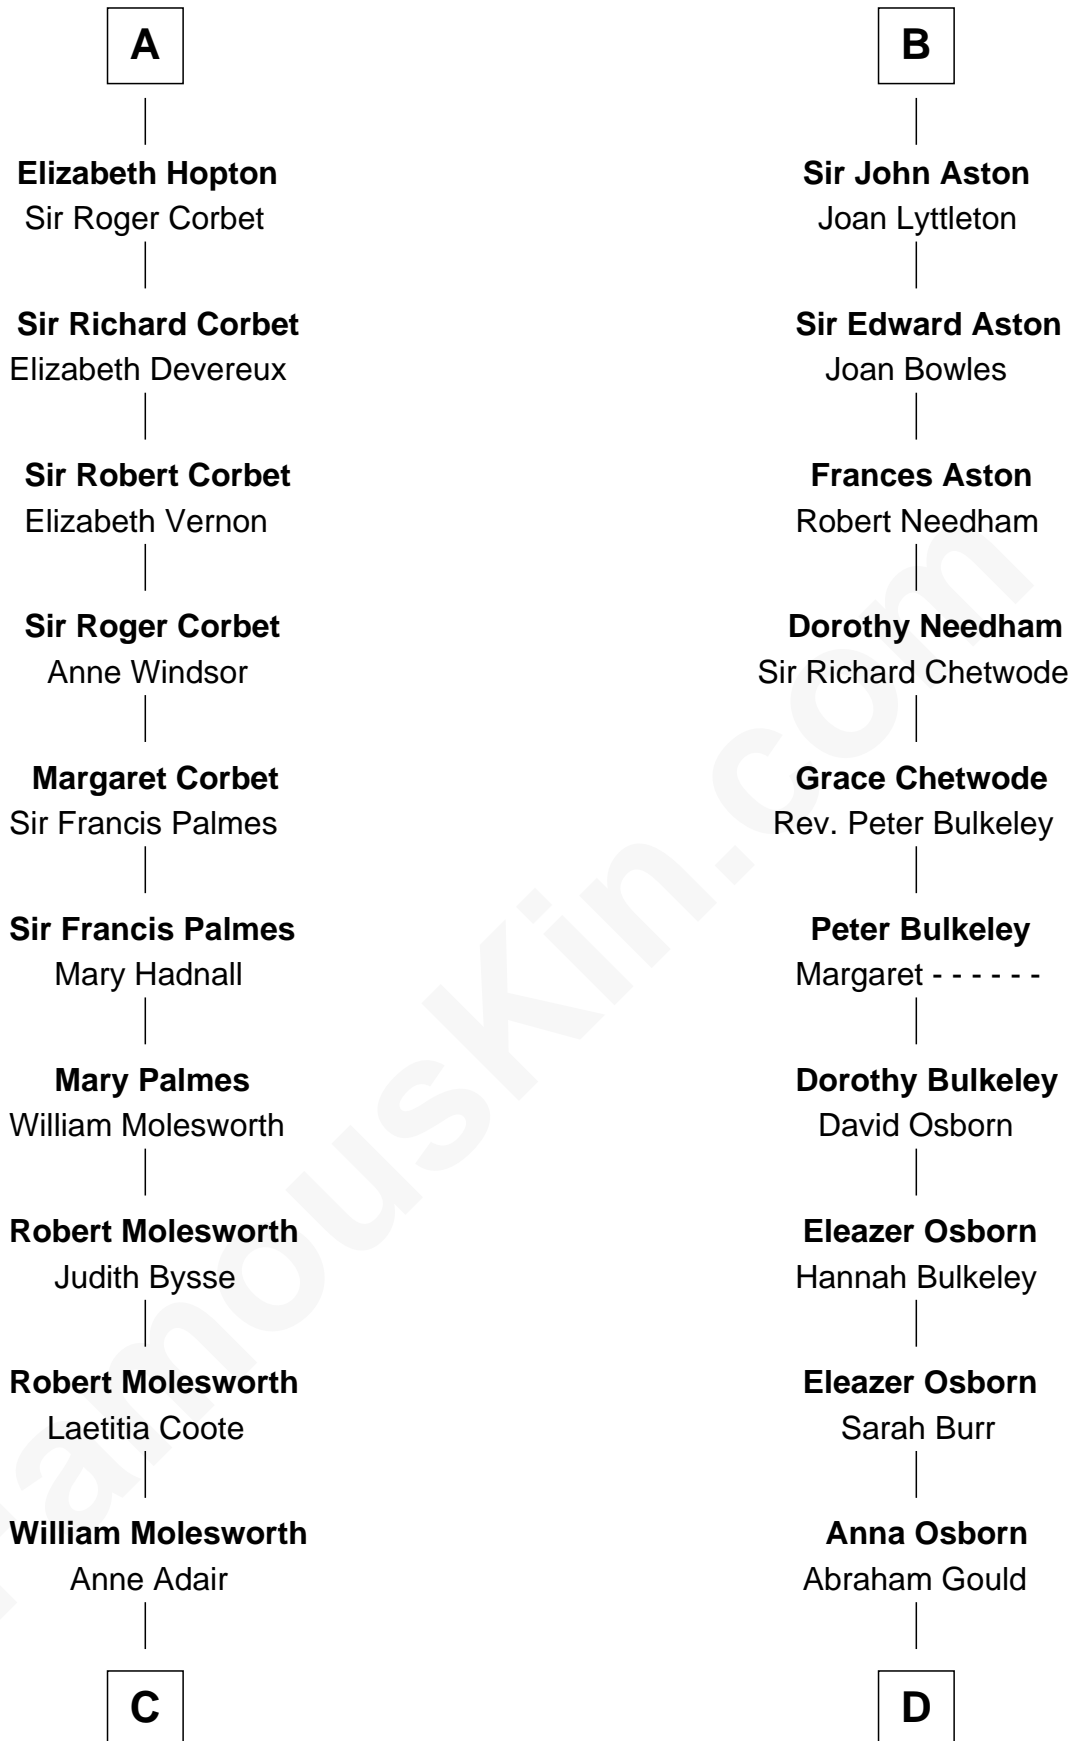 A
Elizabeth Hopton
Sir Roger Corbet
Sir Richard Corbet
Elizabeth Devereux
Sir Robert Corbet
Elizabeth Vernon
Sir Roger Corbet
Anne Windsor
Margaret Corbet
Sir Francis Palmes
Sir Francis Palmes
Mary Hadnall
Mary Palmes
William Molesworth
Robert Molesworth
Judith Bysse
Robert Molesworth
Laetitia Coote
William Molesworth
Anne Adair
C
B
Sir John Aston
Joan Lyttleton
Sir Edward Aston
Joan Bowles
Frances Aston
Robert Needham
Dorothy Needham
Sir Richard Chetwode
Grace Chetwode
Rev. Peter Bulkeley
Peter Bulkeley
Margaret - - - - - -
Dorothy Bulkeley
David Osborn
Eleazer Osborn
Hannah Bulkeley
Eleazer Osborn
Sarah Burr
Anna Osborn
Abraham Gould
D
FamousKin.com